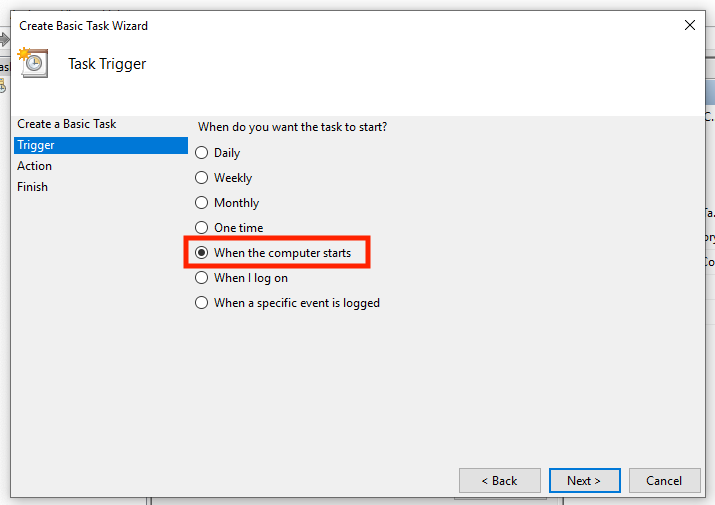 Create Basic Task Wizard
Task Trigger
Create a Basic Task
Trigger
Action
Finish
When do you want the task to start?
Daily
Weekly
Monthly
One time
When the computer starts
When I log on
When a specific event is logged
< Back
Next >
Cancel